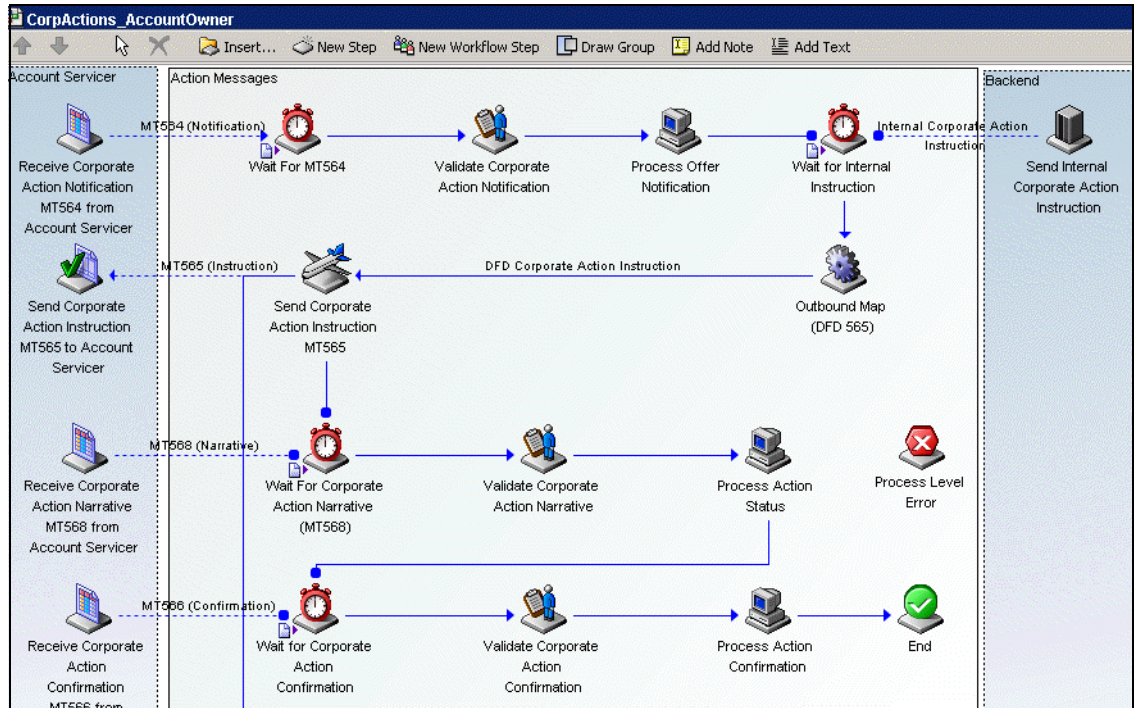 CorpActions_AccountOwner
Insert...
New Step
New Workflow Step
Draw Group
Add Note
Add Text
Account Servicer
Action Messages
Backend
MT564 (Notification)
Internal Corporate Action
Instruction
Receive Corporate
Action Notification
MT564 from
Account Servicer
Wait For MT564
Validate Corporate
Action Notification
Process Offer
Notification
Wait for Internal
Instruction
Send Internal
Corporate Action
Instruction
MT565 (Instruction)
DFD Corporate Action Instruction
Send Corporate
Action Instruction
MT565 to Account
Servicer
Send Corporate
Action Instruction
MT565
Outbound Map
(DFD 565)
MT568 (Narrative)
Receive Corporate
Action Narrative
MT568 from
Account Servicer
Wait For Corporate
Action Narrative
(MT568)
Validate Corporate
Action Narrative
Process Action
Status
Process Level
Error
MT566 (Confirmation)
Receive Corporate
Action
Confirmation
MT566 from
Wait for Corporate
Action
Confirmation
Validate Corporate
Action
Confirmation
Process Action
Confirmation
End